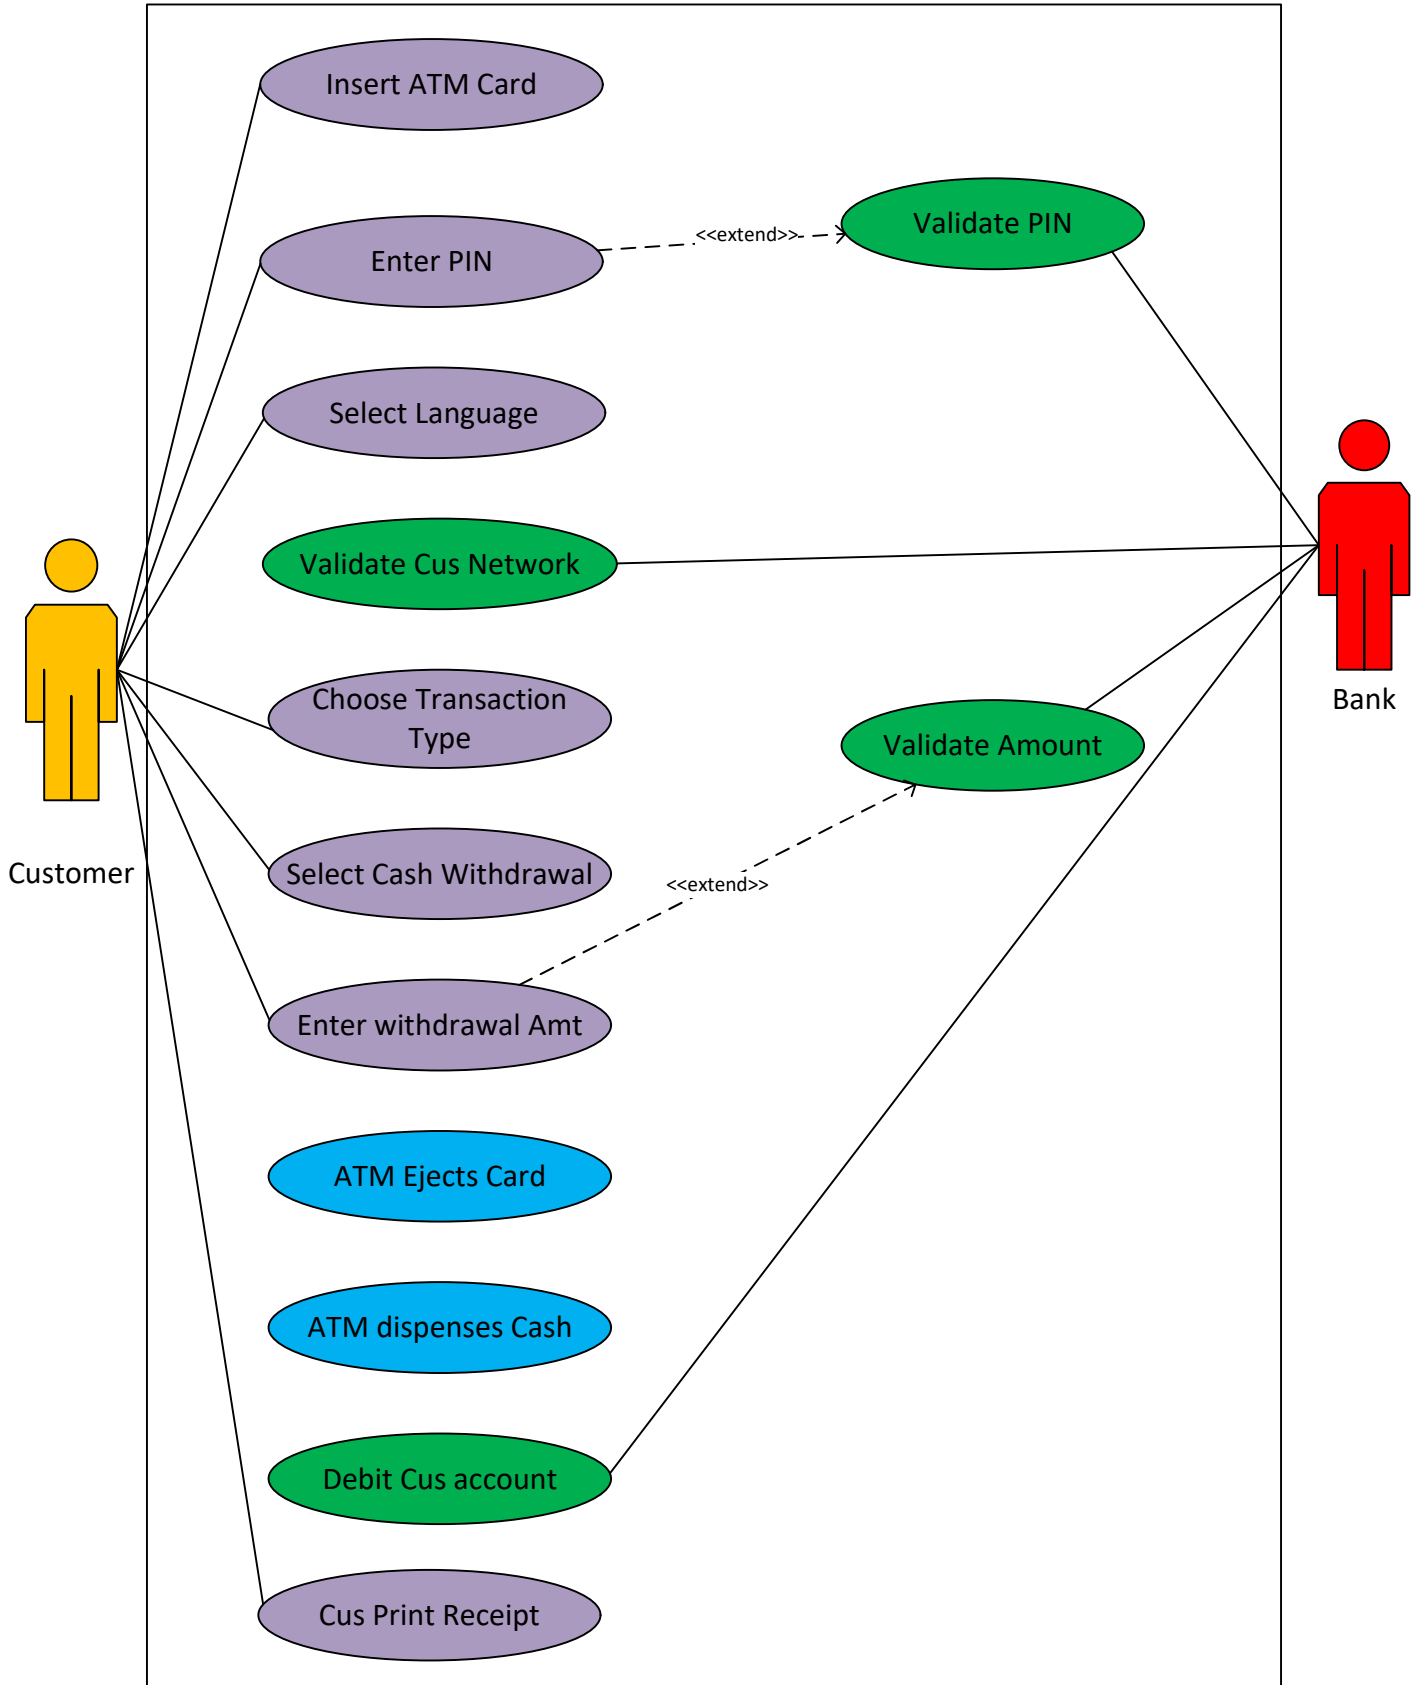 Insert ATM Card
Validate PIN
<<extend>>
Enter PIN
Select Language
Validate Cus Network
Choose Transaction
Type
Bank
Validate Amount
Customer
Select Cash Withdrawal
<<extend>>
Enter withdrawal Amt
ATM Ejects Card
ATM dispenses Cash
Debit Cus account
Cus Print Receipt